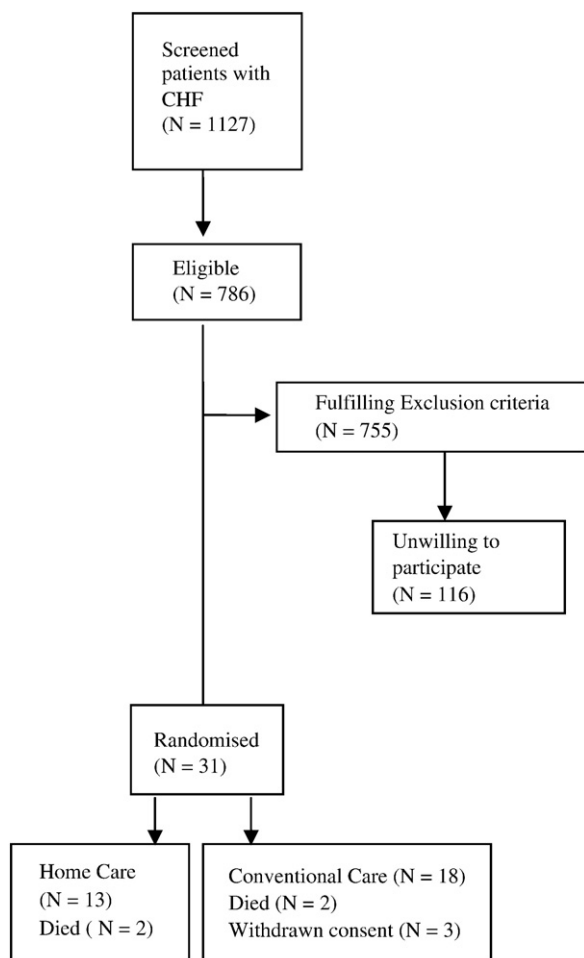 Screened
patients with
CHF
(N = 1127)
Eligible
(N = 786)
Fulfilling Exclusion criteria
(N = 755)
Unwilling to
participate
(N = 116)
Randomised
(N = 31)
Home Care
(N = 13)
Died ( N = 2)
Conventional Care (N = 18)
Died (N = 2)
Withdrawn consent (N = 3)